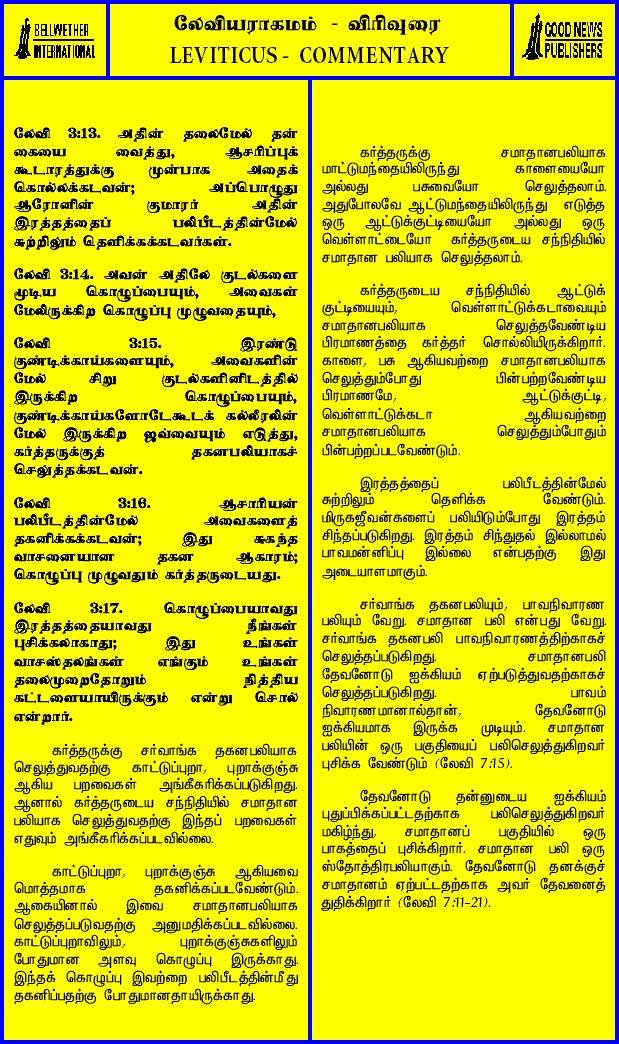 BELLWETHER
INTERNATIONAL
லேவியராகமம் - விரிவுரை
LEVITICUS - COMMENTARY
GOOD NEWS
PUBLISHERS
லேவி 3:13. அதின் தலைமேல் தன்
கையை வைத்து, ஆசரிப்புக்
கூடாரத்துக்கு முன்பாக அதைக்
கொல்லக்கடவன்; அப்பொழுது
ஆரோனின் குமாரர் அதின்
இரத்தத்தைப் பலிபீடத்தின்மேல்
சுற்றிலும் தெளிக்கக்கடவர்கள்.
லேவி 3:14. அவன் அதிலே குடல்களை
மூடிய கொழுப்பையும், அவைகள்
மேலிருக்கிற கொழுப்பு முழுவதையும்,
லேவி 3:15. இரண்டு
குண்டிக்காய்களையும், அவைகளின்
மேல் சிறு குடல்களினிடத்தில்
இருக்கிற கொழுப்பையும்,
குண்டிக்காய்களோடேகூடக் கல்லீரலின்
மேல் இருக்கிற ஜவ்வையும் எடுத்து,
கர்த்தருக்குத் தகனபலியாகச்
செலுத்தக்கடவன்.
லேவி 3:16. ஆசாரியன்
பலிபீடத்தின்மேல் அவைகளைத்
தகனிக்கக்கடவன்; இது சுகந்த
வாசனையான தகன ஆகாரம்;
கொழுப்பு முழுவதும் கர்த்தருடையது.
லேவி 3:17. கொழுப்பையாவது
இரத்தத்தையாவது நீங்கள்
புசிக்கலாகாது; இது உங்கள்
வாசஸ்தலங்கள் எங்கும் உங்கள்
தலைமுறைதோறும் நித்திய
கட்டளையாயிருக்கும் என்று சொல்
என்றார்.
கர்த்தருக்கு சர்வாங்க தகனபலியாக
செலுத்துவதற்கு காட்டுப்புறா, புறாக்குஞ்சு
ஆகிய பறவைகள் அங்கீகரிக்கப்படுகிறது.
ஆனால் கர்த்தருடைய சந்நிதியில் சமாதான
பலியாக செலுத்துவதற்கு இந்தப் பறவைகள்
எதுவும் அங்கீகரிக்கப்படவில்லை.
காட்டுப்புறா, புறாக்குஞ்சு ஆகியவை
மொத்தமாக தகனிக்கப்படவேண்டும்.
ஆகையினால் இவை சமாதானபலியாக
செலுத்தப்படுவதற்கு அனுமதிக்கப்படவில்லை.
காட்டுப்புறாவிலும், புறாக்குஞ்சுகளிலும்
போதுமான அளவு கொழுப்பு இருக்காது.
இந்தக் கொழுப்பு இவற்றை பலிபீடத்தின்மீது
தகனிப்பதற்கு போதுமானதாயிருக்காது.
கர்த்தருக்கு சமாதானபலியாக
மாட்டுமந்தையிலிருந்து காளையையோ
அல்லது பசுவையோ செலுத்தலாம்.
அதுபோலவே ஆட்டுமந்தையிலிருந்து எடுத்த
ஒரு ஆட்டுக்குட்டியையோ அல்லது ஒரு
வெள்ளாட்டையோ கர்த்தருடைய சந்நிதியில்
சமாதான பலியாக செலுத்தலாம்.
கர்த்தருடைய சந்நிதியில் ஆட்டுக்
குட்டியையும், வெள்ளாட்டுக்கடாவையும்
சமாதானபலியாக செலுத்தவேண்டிய
பிரமாணத்தை கர்த்தர் சொல்லியிருக்கிறார்.
காளை, பசு ஆகியவற்றை சமாதானபலியாக
செலுத்தும்போது பின்பற்றவேண்டிய
பிரமாணமே, ஆட்டுக்குட்டி,
வெள்ளாட்டுக்கடா ஆகியவற்றை
சமாதானபலியாக செலுத்தும்போதும்
பின்பற்றப்படவேண்டும்.
இரத்தத்தைப் பலிபீடத்தின்மேல்
சுற்றிலும் தெளிக்க வேண்டும்.
மிருகஜீவன்களைப் பலியிடும்போது இரத்தம்
சிந்தப்படுகிறது. இரத்தம் சிந்துதல் இல்லாமல்
பாவமன்னிப்பு இல்லை என்பதற்கு இது
அடையாளமாகும்.
சர்வாங்க தகனபலியும், பாவநிவாரண
பலியும் வேறு. சமாதான பலி என்பது வேறு.
சர்வாங்க தகனபலி பாவநிவாரணத்திற்காகச்
செலுத்தப்படுகிறது. சமாதானபலி
தேவனோடு ஐக்கியம் ஏற்படுத்துவதற்காகச்
செலுத்தப்படுகிறது. பாவம்
நிவாரணமானால்தான், தேவனோடு
ஐக்கியமாக இருக்க முடியும். சமாதான
பலியின் ஒரு பகுதியைப் பலிசெலுத்துகிறவர்
புசிக்க வேண்டும் (லேவி 7:15).
தேவனோடு தன்னுடைய ஐக்கியம்
புதுப்பிக்கப்பட்டதற்காக பலிசெலுத்துகிறவர்
மகிழ்ந்து, சமாதானப் பகுதியில் ஒரு
பாகத்தைப் புசிக்கிறார். சமாதான பலி ஒரு
ஸ்தோத்திரபலியாகும். தேவனோடு தனக்குச்
சமாதானம் ஏற்பட்டதற்காக அவர் தேவனைத்
துதிக்கிறார் (லேவி 7:11-21).